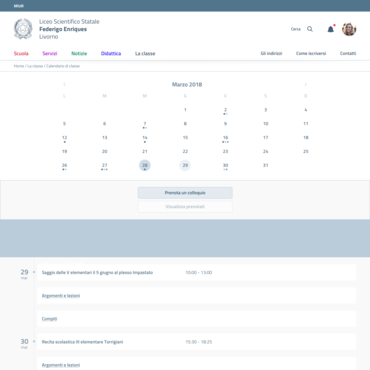 MIUR
Liceo Scientifico Statale
Federigo Enriques
Livorno
Cerca
Scuola Servizi Notizie Didattica La classe
Gli indirizzi Come iscriversi Contatti
Home / La classe / Calendario di classe
Marzo 2018
L M M G V S D
1 2 3 4
5 6 7 8 9 10 11
12 13 14 15 16 17 18
19 20 21 22 23 24 25
26 27 28 29 30 31
Prenota un colloquio
Visualizza prenotati
29 Saggio delle II elementari il 5 giugno al plesso Impastato 10:00 - 13:00
mar
Argomenti e lezioni
Compiti
30 Recita scolastica III elementare Torrigiani 15:30 - 18:25
mar
Argomenti e lezioni